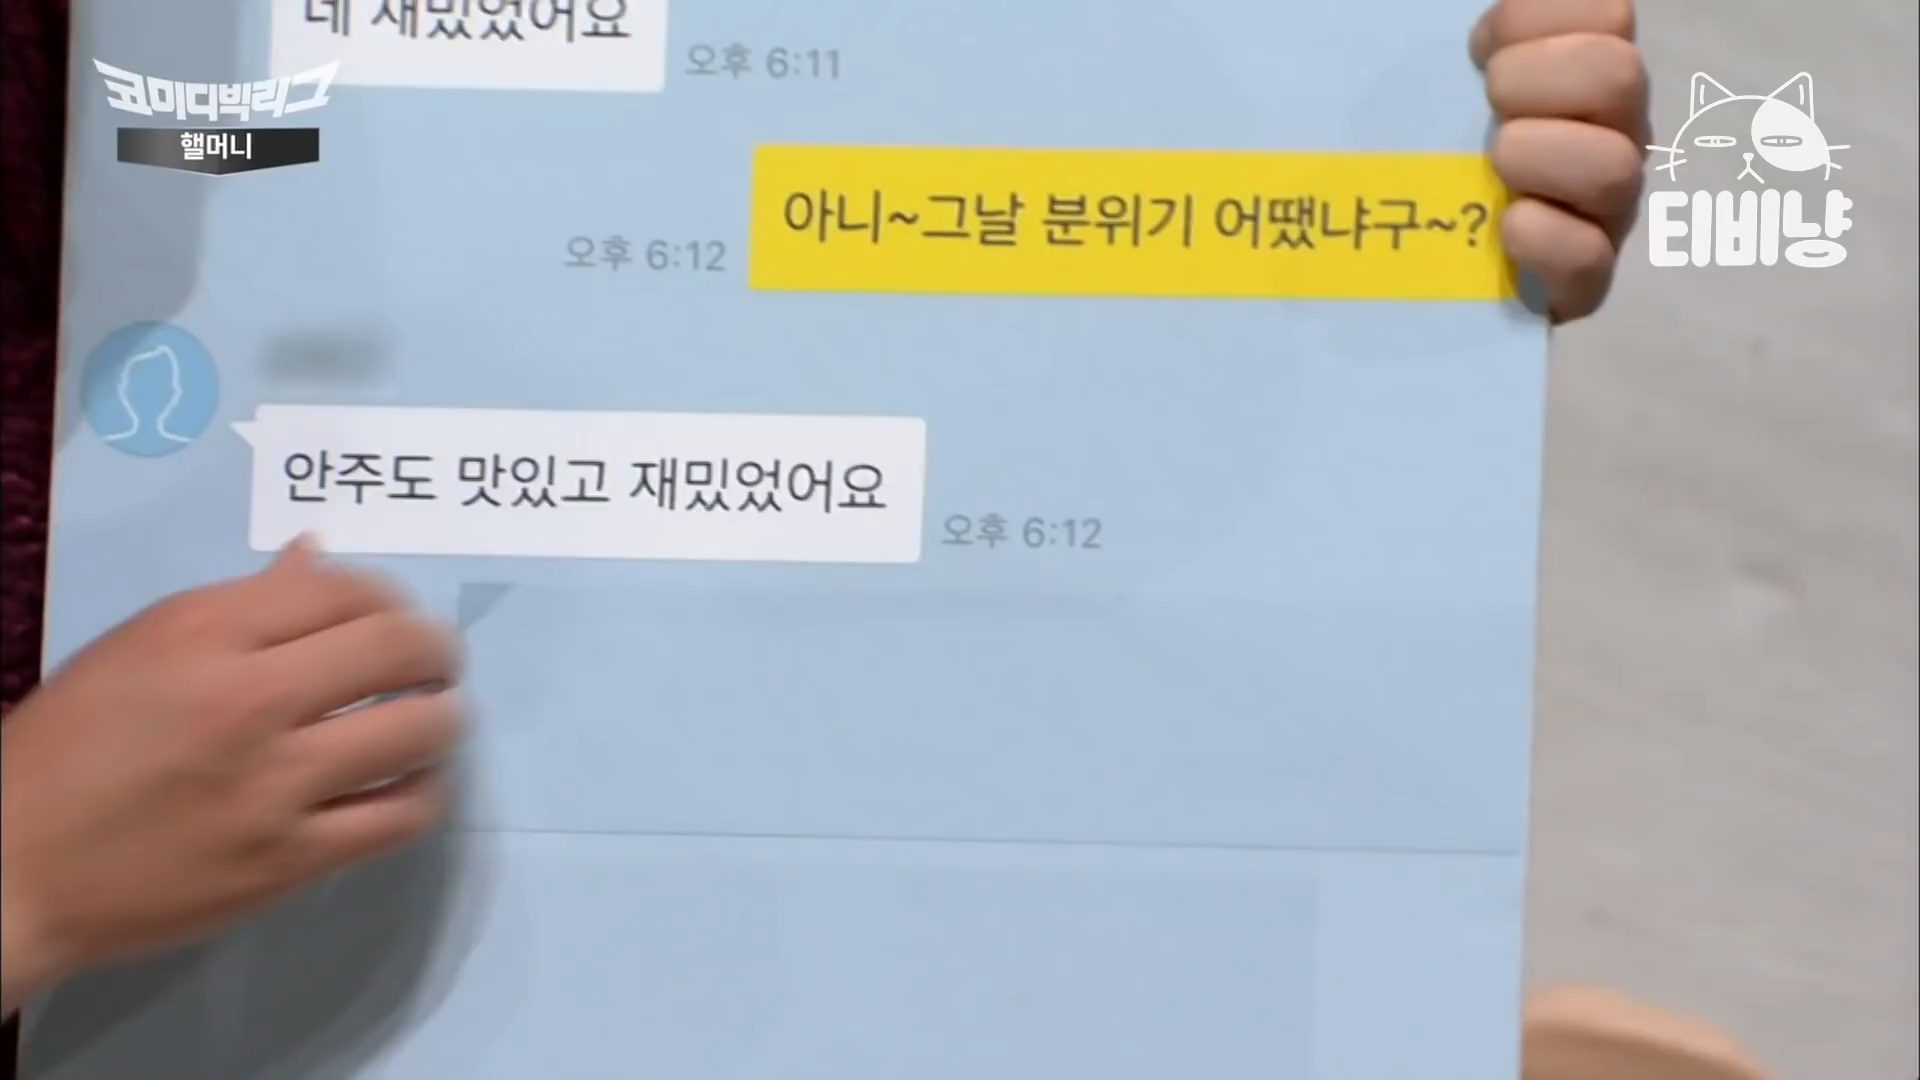 네 재밌었어요
오후 6:11
코미디빅리그
핼머니
티비냥
아니~그날 분위기 어땠냐구~?
오후 6:12
안주도 맛있고 재밌었어요
오후 6:12